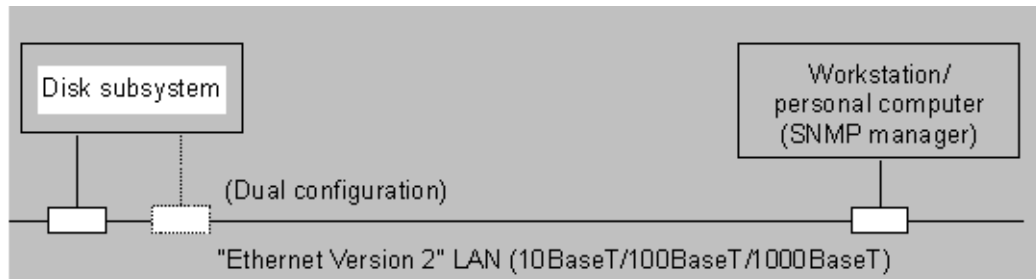 Disk subsystem
Workstation/
personal computer
(SNMP manager)
(Dual configuration)
"Ethernet Version 2" LAN (10BaseT/100BaseT/1000BaseT)